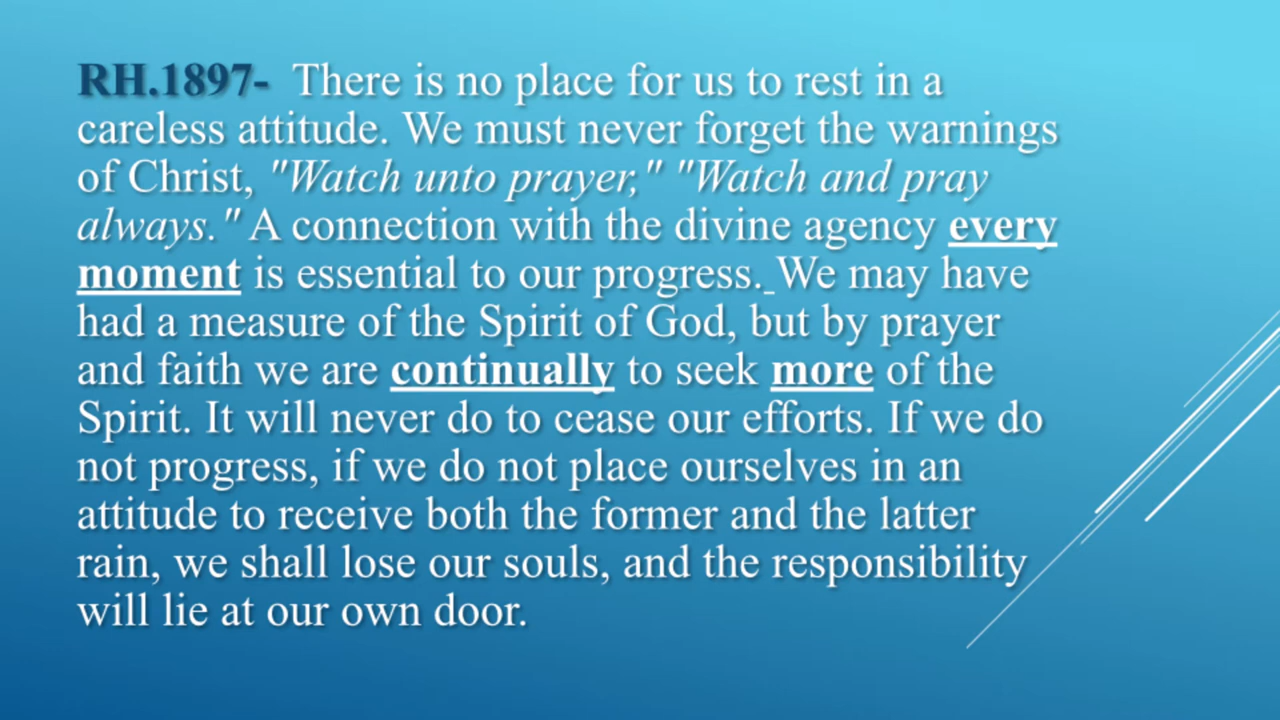 RH.1897- There is no place for us to rest in a
careless attitude. We must never forget the warnings
of Christ, "Watch unto prayer," "Watch and pray
always." A connection with the divine agency every
moment is essential to our progress. We may have
had a measure of the Spirit of God, but by prayer
and faith we are continually to seek more of the
Spirit. It will never do to cease our efforts. If we do
not progress, if we do not place ourselves in an
attitude to receive both the former and the latter
rain, we shall lose our souls, and the responsibility
will lie at our own door.